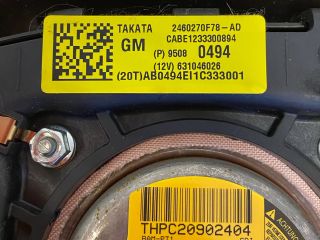 TAKATA 2460270F78-AD
GM CABE1233300894
(P) 9508 0494
(12V) 631046026
(20T)AB0494EI1C333001
THPC20902404